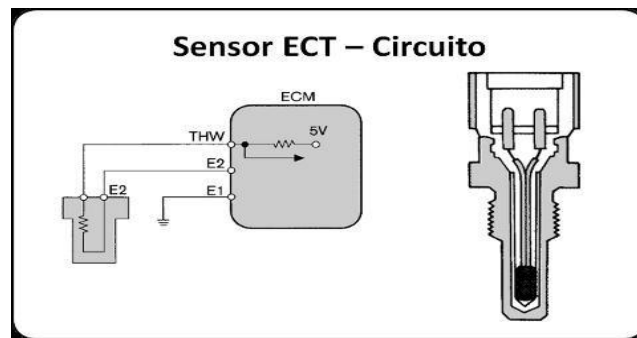 Sensor ECT – Circuito
ECM
THW
5V
E2
E2
E1